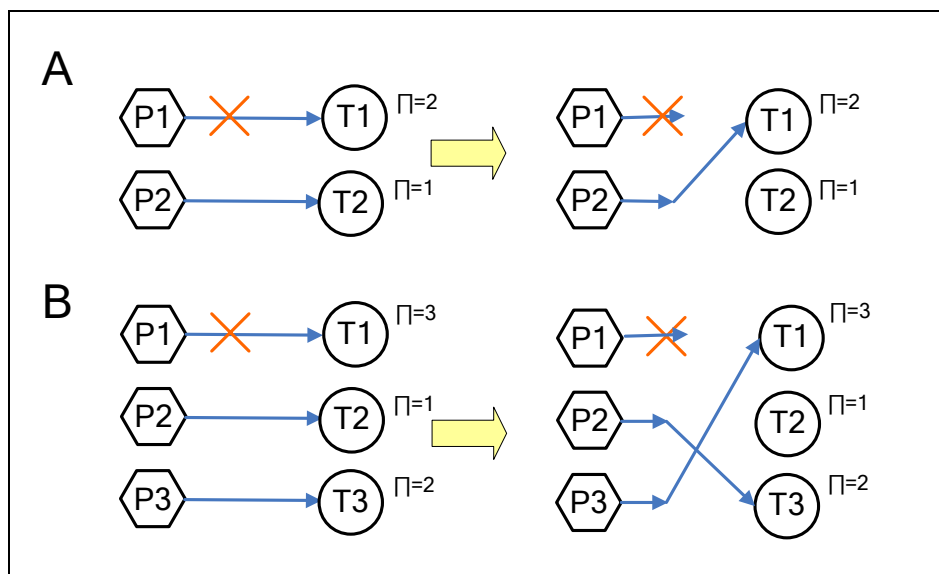 A
P1 T1 ∏=2 P1 T1 ∏=2
P2 T2 ∏=1 P2 T2 ∏=1
B
P1 T1 ∏=3 P1 T1 ∏=3
P2 T2 ∏=1 P2 T2 ∏=1
P3 T3 ∏=2 P3 T3 ∏=2